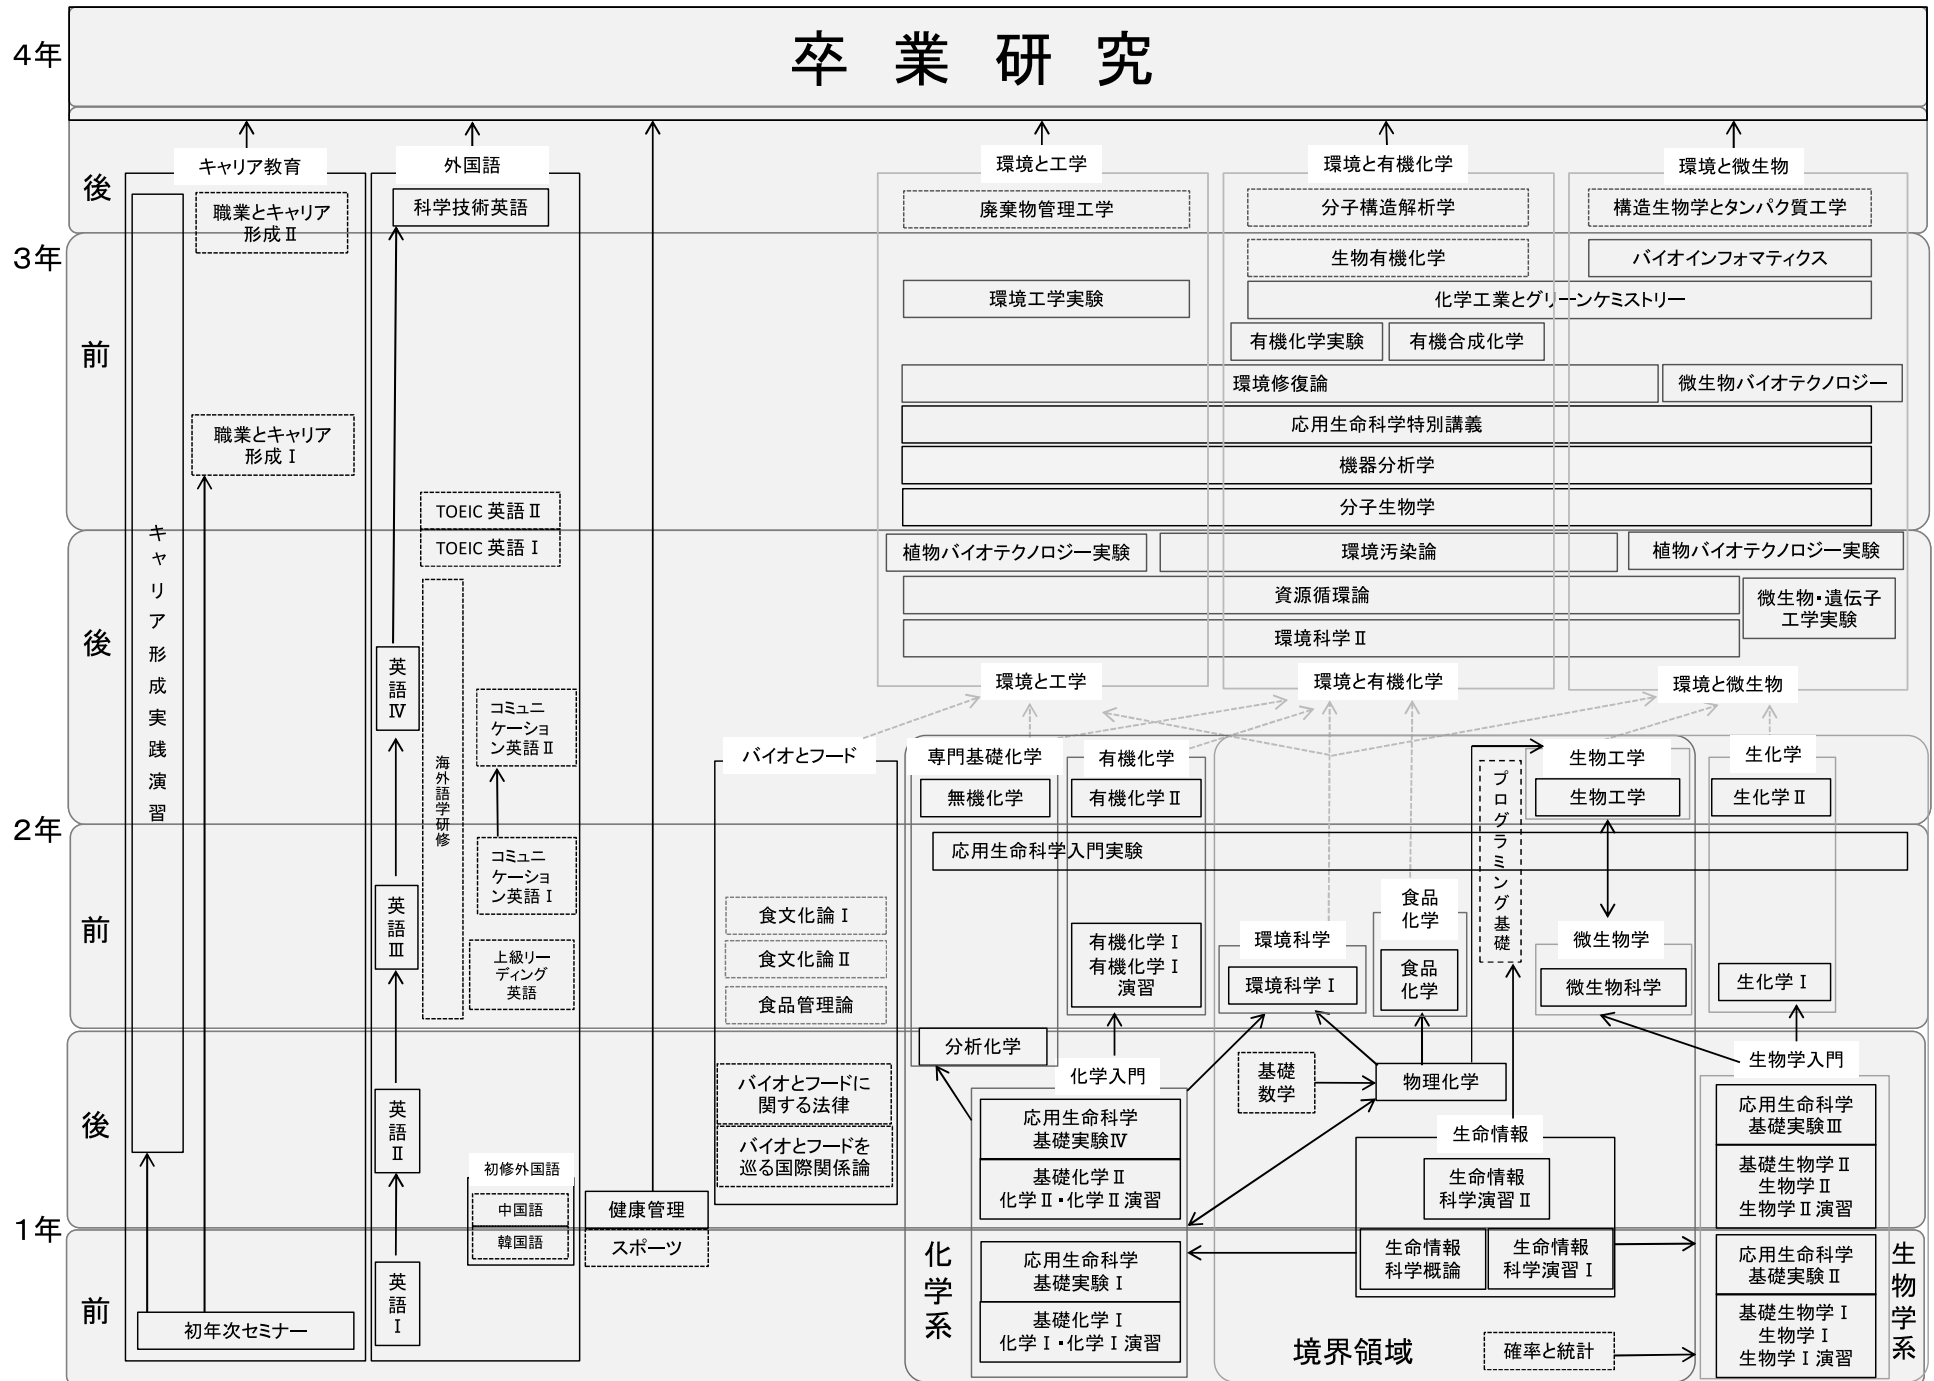 4年
卒業研究
後
キャリア教育
外国語
環境と工学
環境と有機化学
環境と微生物
職業とキャリア
形成Ⅱ
科学技術英語
廃棄物管理工学
分子構造解析学
構造生物学とタンパク質工学
3年
生物有機化学
バイオインフォマティクス
環境工学実験
化学工業とグリーンケミストリー
前
有機化学実験
有機合成化学
環境修復論
微生物バイオテクノロジー
職業とキャリア
形成Ⅰ
応用生命科学特別講義
機器分析学
TOEIC 英語Ⅱ
分子生物学
キャリア形成実践演習
TOEIC 英語Ⅰ
植物バイオテクノロジー実験
環境汚染論
植物バイオテクノロジー実験
資源循環論
微生物・遺伝子
工学実験
後
環境科学Ⅱ
英語Ⅳ
環境と工学
環境と有機化学
環境と微生物
コミュニ
ケーショ
ン英語Ⅱ
海外語学研修
バイオとフード
専門基礎化学
有機化学
プログラミング基礎
生物工学
生化学
無機化学
有機化学Ⅱ
生物工学
生化学Ⅱ
2年
応用生命科学入門実験
コミュニ
ケーショ
ン英語Ⅰ
英語Ⅲ
前
食文化論Ⅰ
食品
化学
有機化学Ⅰ
有機化学Ⅰ
演習
環境科学
微生物学
上級リー
ディング
英語
食文化論Ⅱ
食品
化学
環境科学Ⅰ
微生物科学
生化学Ⅰ
食品管理論
分析化学
化学入門
基礎
数学
物理化学
生物学入門
バイオとフードに
関する法律
後
英語Ⅱ
応用生命科学
基礎実験Ⅳ
生命情報
応用生命科学
基礎実験Ⅲ
バイオとフードを
巡る国際関係論
初修外国語
基礎化学Ⅱ
化学Ⅱ・化学Ⅱ演習
生命情報
科学演習Ⅱ
基礎生物学Ⅱ
生物学Ⅱ
生物学Ⅱ演習
中国語
健康管理
1年
韓国語
スポーツ
化学系
応用生命科学
基礎実験Ⅰ
生命情報
科学概論
生命情報
科学演習Ⅰ
応用生命科学
基礎実験Ⅱ
生物学系
英語Ⅰ
前
初年次セミナー
基礎化学Ⅰ
化学Ⅰ・化学Ⅰ演習
境界領域
確率と統計
基礎生物学Ⅰ
生物学Ⅰ
生物学Ⅰ演習